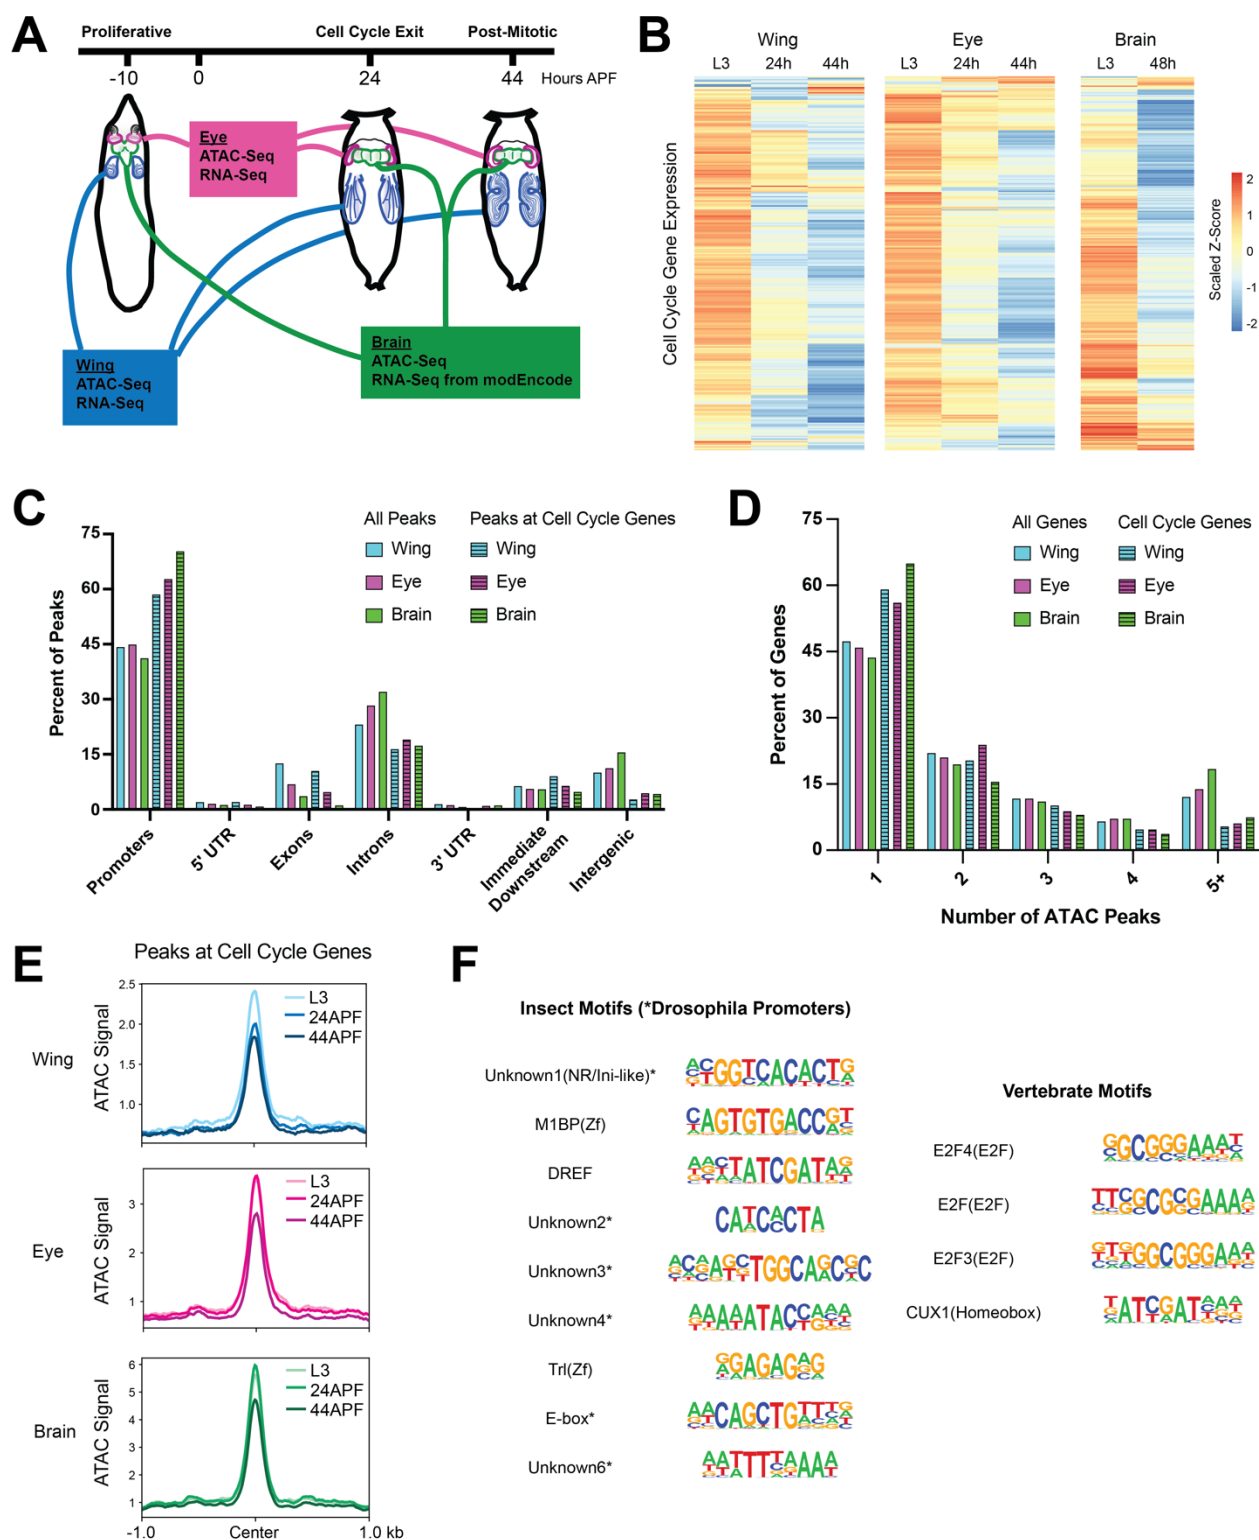 A
Proliferative
Cell Cycle Exit
Post-Mitotic
-10
0
24
44
Hours APF
Eye
ATAC-Seq
RNA-Seq
Brain
ATAC-Seq
RNA-Seq from modEncode
Wing
ATAC-Seq
RNA-Seq
B
Wing
Eye
Brain
L3
24h
44h
L3
24h
44h
L3
48h
Cell Cycle Gene Expression
2
1
0
-1
-2
Scaled Z-Score
C
All Peaks
Peaks at Cell Cycle Genes
Wing
Wing
Eye
Eye
Brain
Brain
Percent of Peaks
75
60
45
30
15
0
Promoters
5' UTR
Exons
Introns
3' UTR
Immediate
Downstream
Intergenic
D
All Genes
Cell Cycle Genes
Wing
Wing
Eye
Eye
Brain
Brain
Percent of Genes
75
60
45
30
15
0
1
2
3
4
5+
Number of ATAC Peaks
E
Peaks at Cell Cycle Genes
Wing
ATAC Signal
2.5
2.0
1.5
1.0
L3
24APF
44APF
Eye
ATAC Signal
3
2
1
L3
24APF
44APF
Brain
ATAC Signal
6
5
4
3
2
1
L3
24APF
44APF
-1.0
Center
1.0 kb
F
Insect Motifs (*Drosophila Promoters)
Unknown1(NR/Ini-like)*
M1BP(Zf)
DREF
Unknown2*
Unknown3*
Unknown4*
Trl(Zf)
E-box*
Unknown6*
Vertebrate Motifs
E2F4(E2F)
E2F(E2F)
E2F3(E2F)
CUX1(Homeobox)